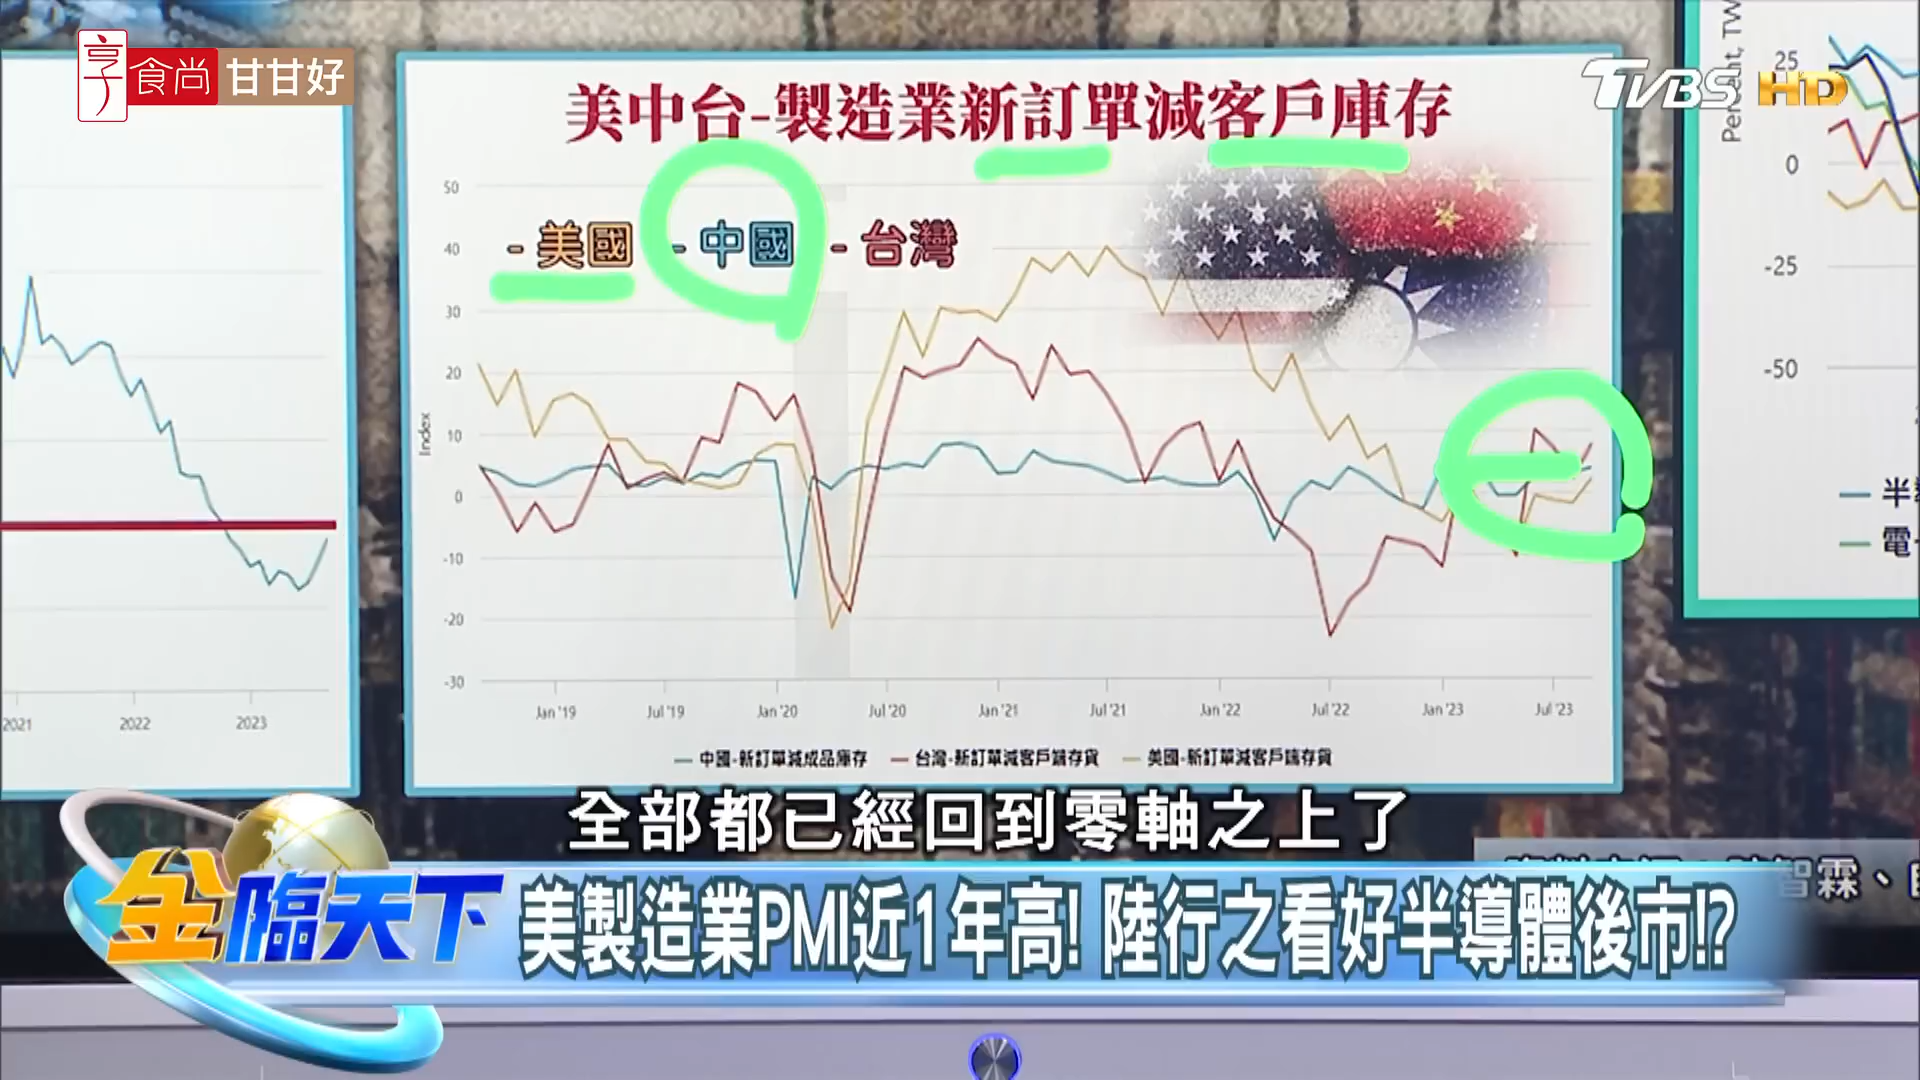 享
食尚
甘甘好
TVBS HD
美中台-製造業新訂單減客戶庫存
- 美國 - 中國 - 台灣
Index
50
40
30
20
10
0
-10
-20
-30
Jan '19 Jul '19 Jan '20 Jul '20 Jan '21 Jul '21 Jan '22 Jul '22 Jan '23 Jul '23
中國-新訂單減成品庫存 台灣-新訂單減客戶端存貨 美國-新訂單減客戶端存貨
2021 2022 2023
25
0
-25
-50
全部都已經回到零軸之上了
金臨天下
美製造業PMI近1年高! 陸行之看好半導體後市!?